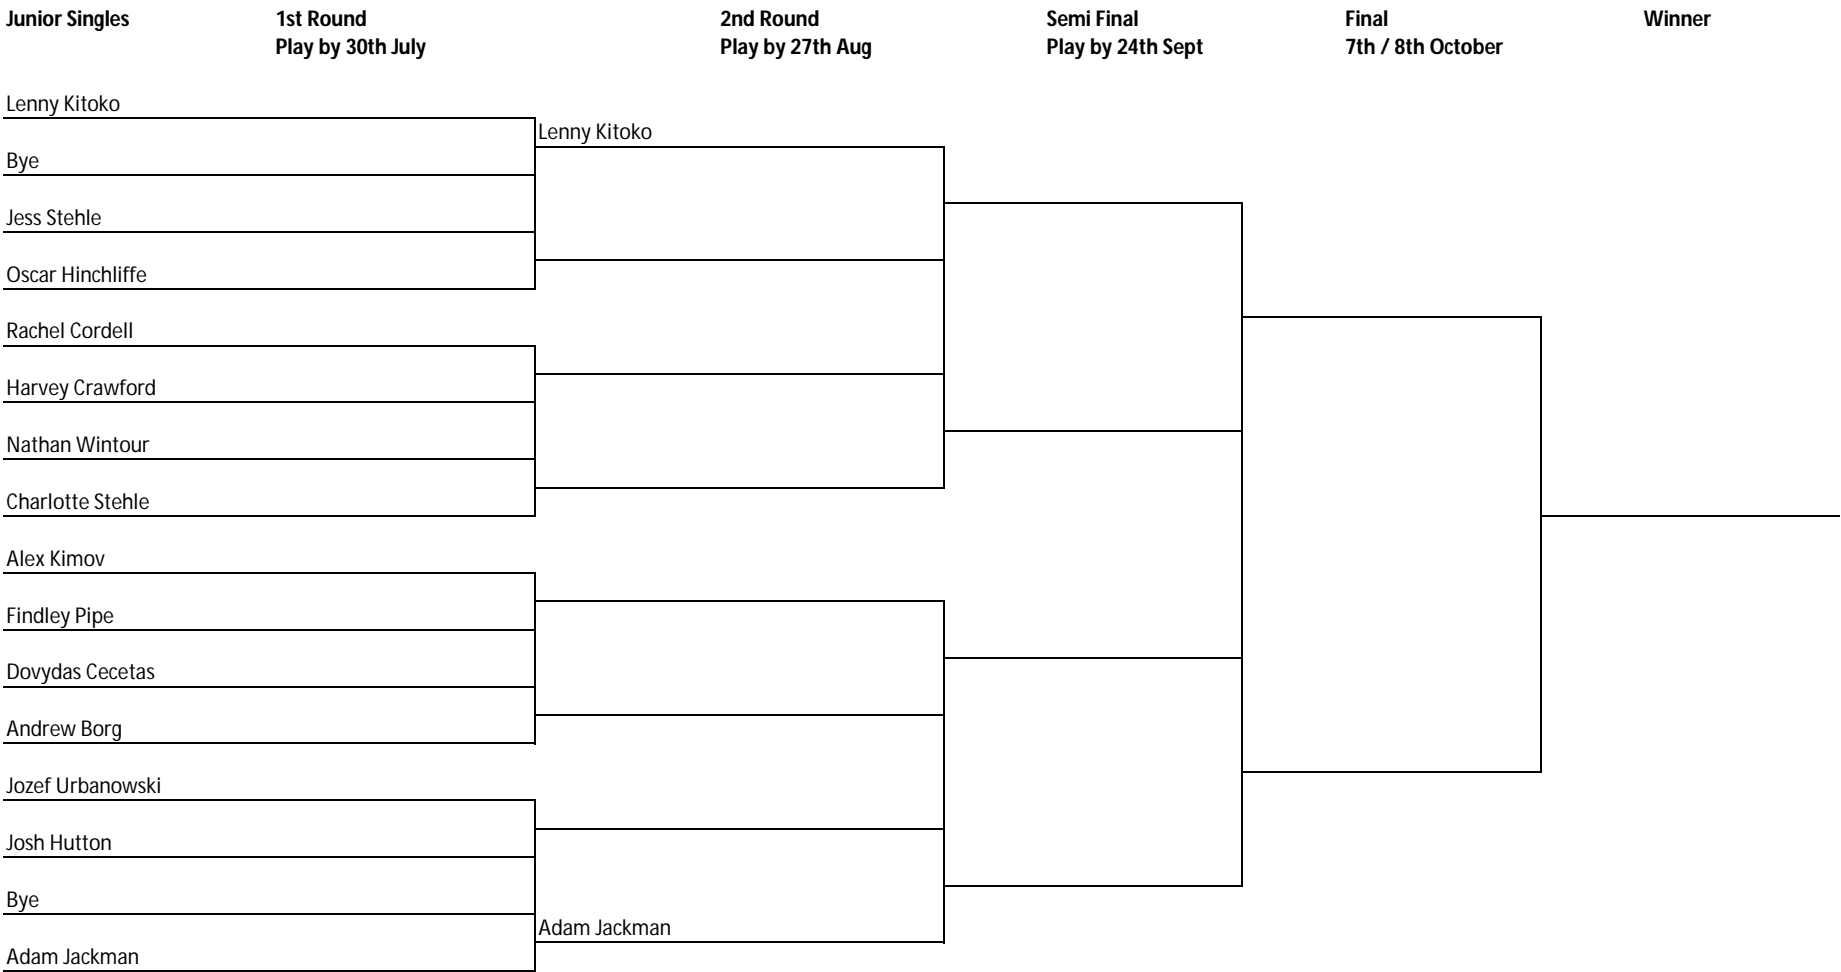 Junior Singles 1st Round 2nd Round Semi Final Final Winner
Play by 30th July Play by 27th Aug Play by 24th Sept 7th / 8th October
Lenny Kitoko
Lenny Kitoko
Bye
Jess Stehle
Oscar Hinchliffe
Rachel Cordell
Harvey Crawford
Nathan Wintour
Charlotte Stehle
Alex Kimov
Findley Pipe
Dovydas Cecetas
Andrew Borg
Jozef Urbanowski
Josh Hutton
Bye
Adam Jackman
Adam Jackman